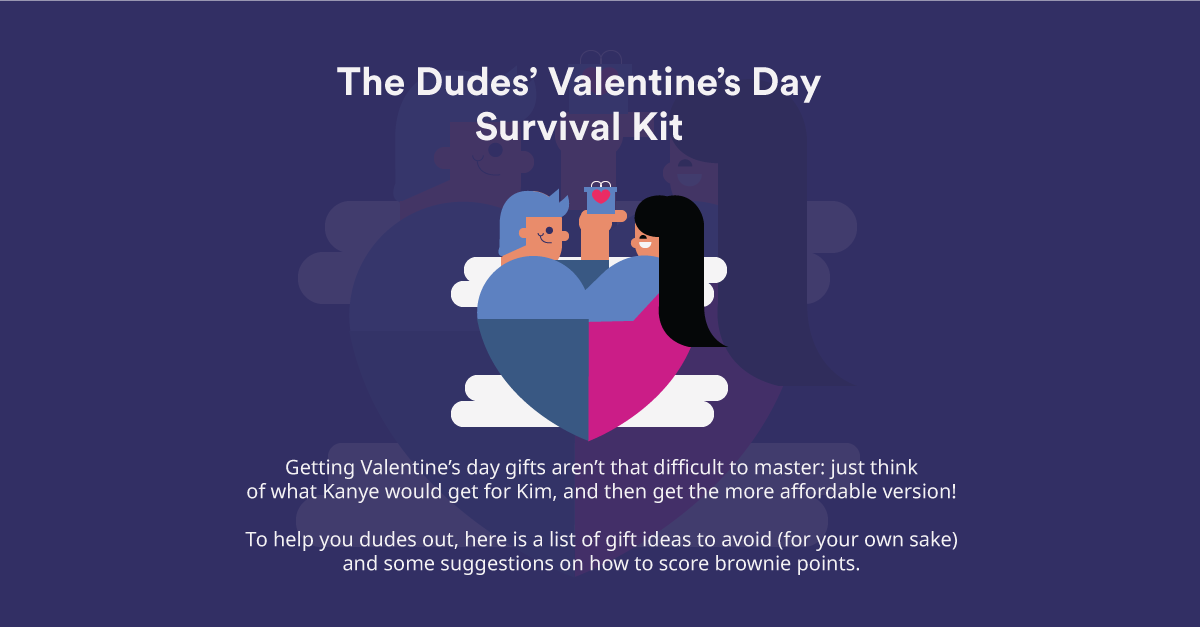 The Dudes’ Valentine’s Day
Survival Kit
Getting Valentine’s day gifts aren’t that difficult to master: just think
of what Kanye would get for Kim, and then get the more affordable version!
To help you dudes out, here is a list of gift ideas to avoid (for your own sake)
and some suggestions on how to score brownie points.